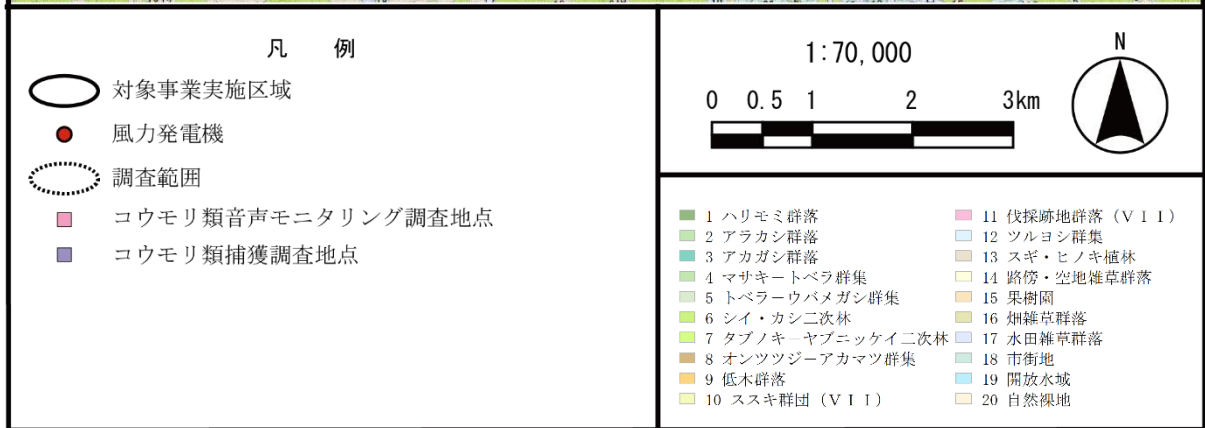 凡 例
対象事業実施区域
風力発電機
調査範囲
コウモリ類音声モニタリング調査地点
コウモリ類捕獲調査地点
1:70,000
0 0.5 1 2 3km
N
1 ハリモミ群落
2 アラカシ群落
3 アカガシ群落
4 マサキートベラ群集
5 トベラーウバメガシ群集
6 シイ・カシ二次林
7 タブノキーヤブニッケイ二次林
8 オンツツジーアカマツ群集
9 低木群落
10 ススキ群団(VII)
11 伐採跡地群落(VII)
12 ツルヨシ群集
13 スギ・ヒノキ植林
14 路傍・空地雑草群落
15 果樹園
16 畑雑草群落
17 水田雑草群落
18 市街地
19 開放水域
20 自然裸地